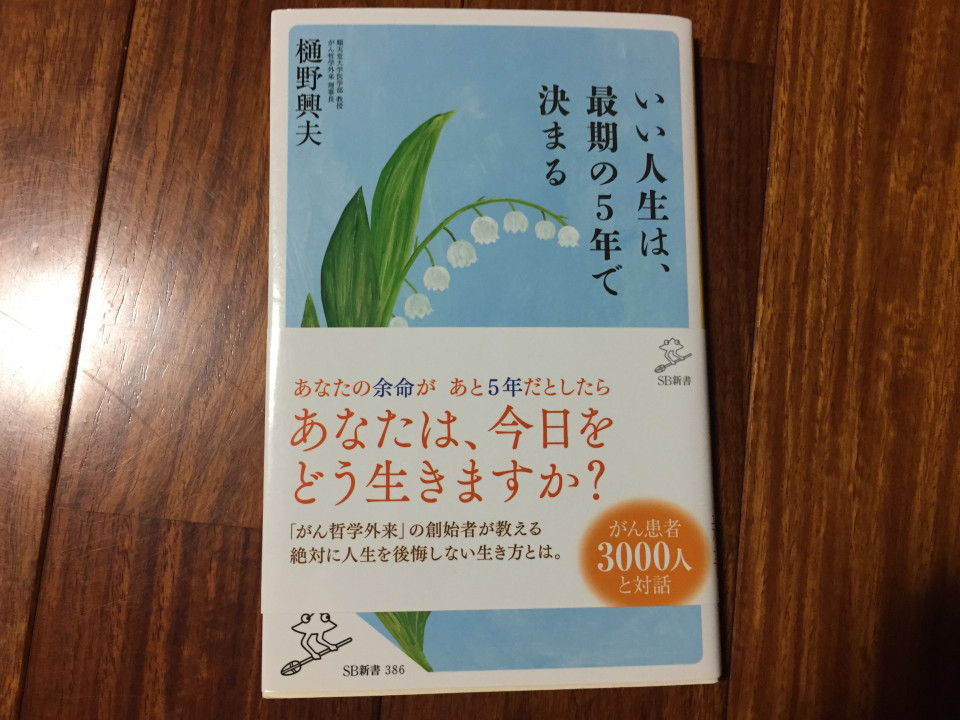 いい人生は、
最期の5年で
決まる
順天堂大学医学部 教授
がん哲学外来 理事長
樋野興夫
SB新書
あなたの余命が あと5年だとしたら
あなたは、今日を
どう生きますか?
「がん哲学外来」の創始者が教える
絶対に人生を後悔しない生き方とは。
がん患者
3000人
と対話
SB新書 386